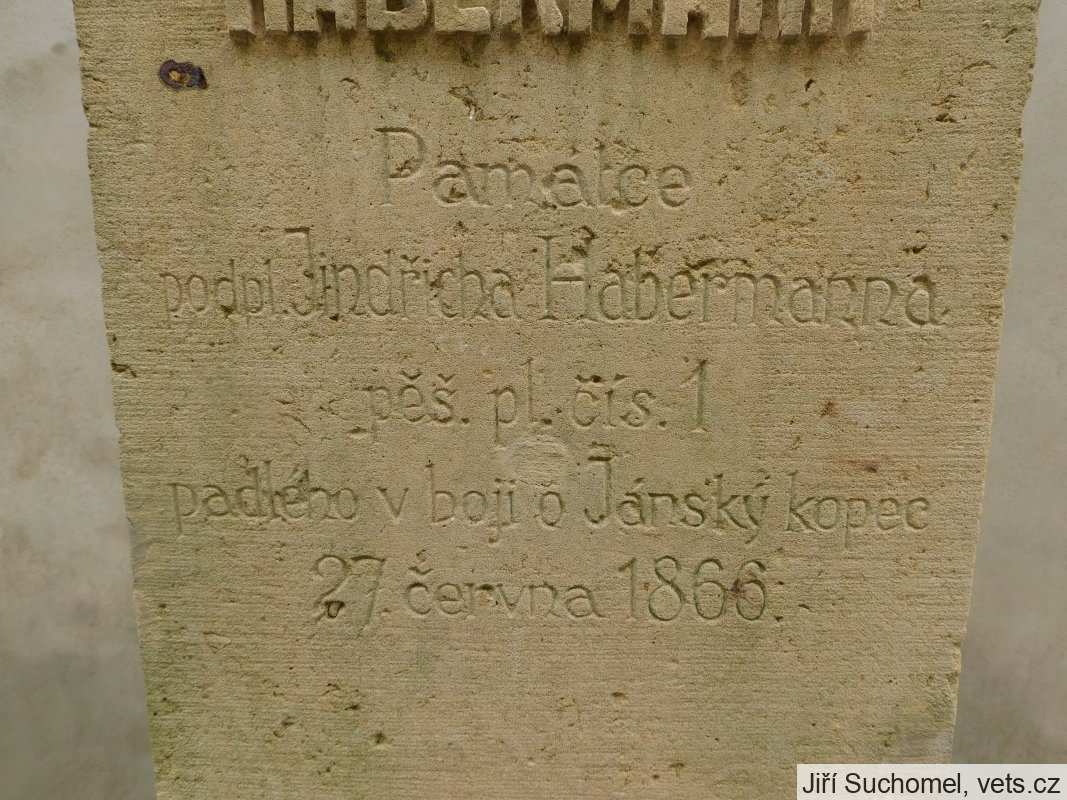 HABERMANN
Památce
podpl. Jindřicha Habermanna
pěš. pl. čís. 1
padlého v boji o Jánský kopec
27. června 1866.
Jiří Suchomel, vets.cz